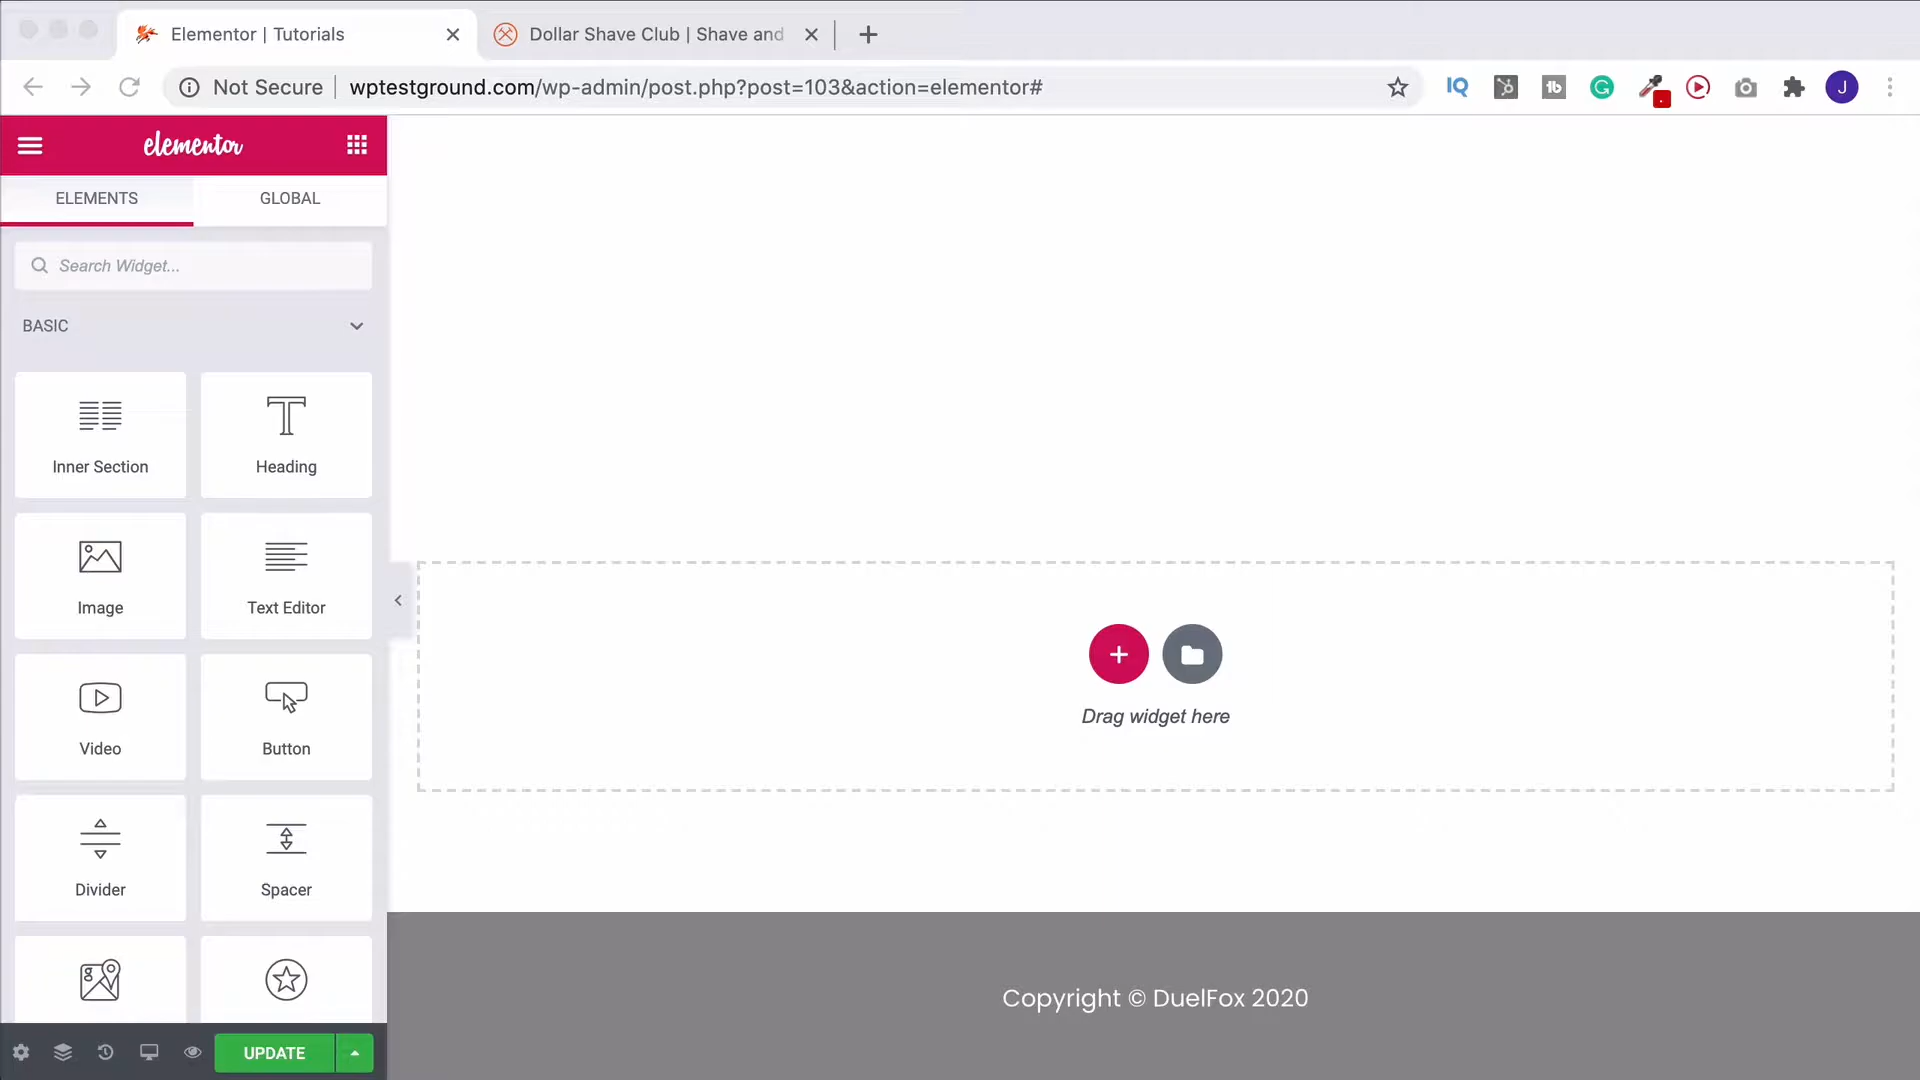 Elementor | Tutorials
Dollar Shave Club | Shave and
Not Secure
wptestground.com/wp-admin/post.php?post=103&action=elementor#
IQ
tb
G
J
elementor
ELEMENTS
GLOBAL
Search Widget...
BASIC
Inner Section
Heading
Image
Text Editor
Video
Button
Divider
Spacer
Drag widget here
Copyright © DuelFox 2020
UPDATE